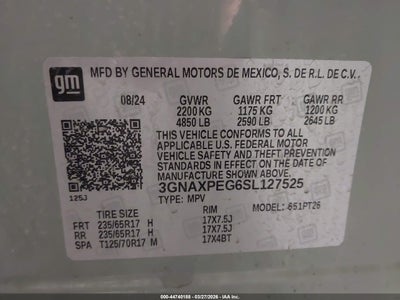 gm
MFD BY GENERAL MOTORS DE MEXICO, S. DE R.L. DE C.V.
08/24 GVWR GAWR FRT GAWR RR
2200 KG 1175 KG 1200 KG
4850 LB 2590 LB 2645 LB
THIS VEHICLE CONFORMS TO ALL
APPLICABLE U.S. FEDERAL MOTOR
VEHICLE SAFETY AND THEFT PREVENTION
STANDARDS IN EFFECT ON THE DATE OF
MANUFACTURE SHOWN ABOVE.
3GNAXPEG6SL127525
125J TYPE: MPV MODEL: 651PT26
TIRE SIZE RIM
FRT 235/65R17 H 17X7.5J
RR 235/65R17 H 17X7.5J
SPA T125/70R17 M 17X4BT
000-44740188 - 03/27/2026 - IAAI.COM